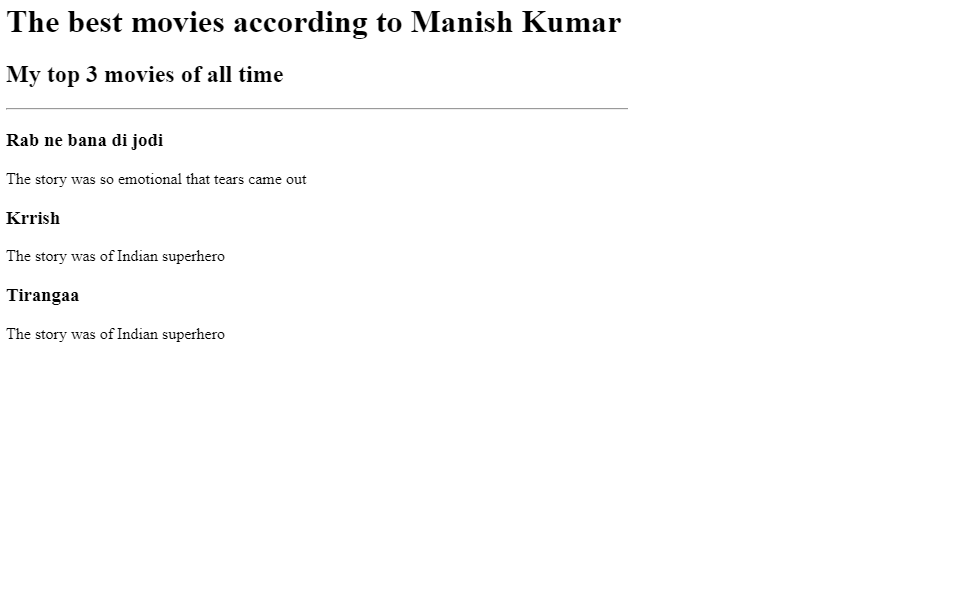 The best movies according to Manish Kumar
My top 3 movies of all time
Rab ne bana di jodi
The story was so emotional that tears came out
Krrish
The story was of Indian superhero
Tirangaa
The story was of Indian superhero